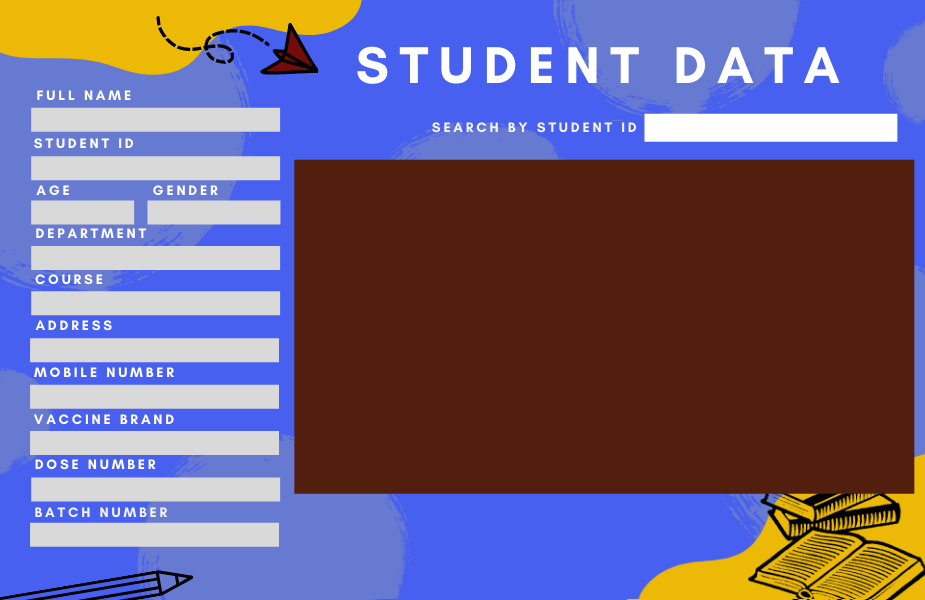 STUDENT DATA
FULL NAME
SEARCH BY STUDENT ID
STUDENT ID
AGE GENDER
DEPARTMENT
COURSE
ADDRESS
MOBILE NUMBER
VACCINE BRAND
DOSE NUMBER
BATCH NUMBER